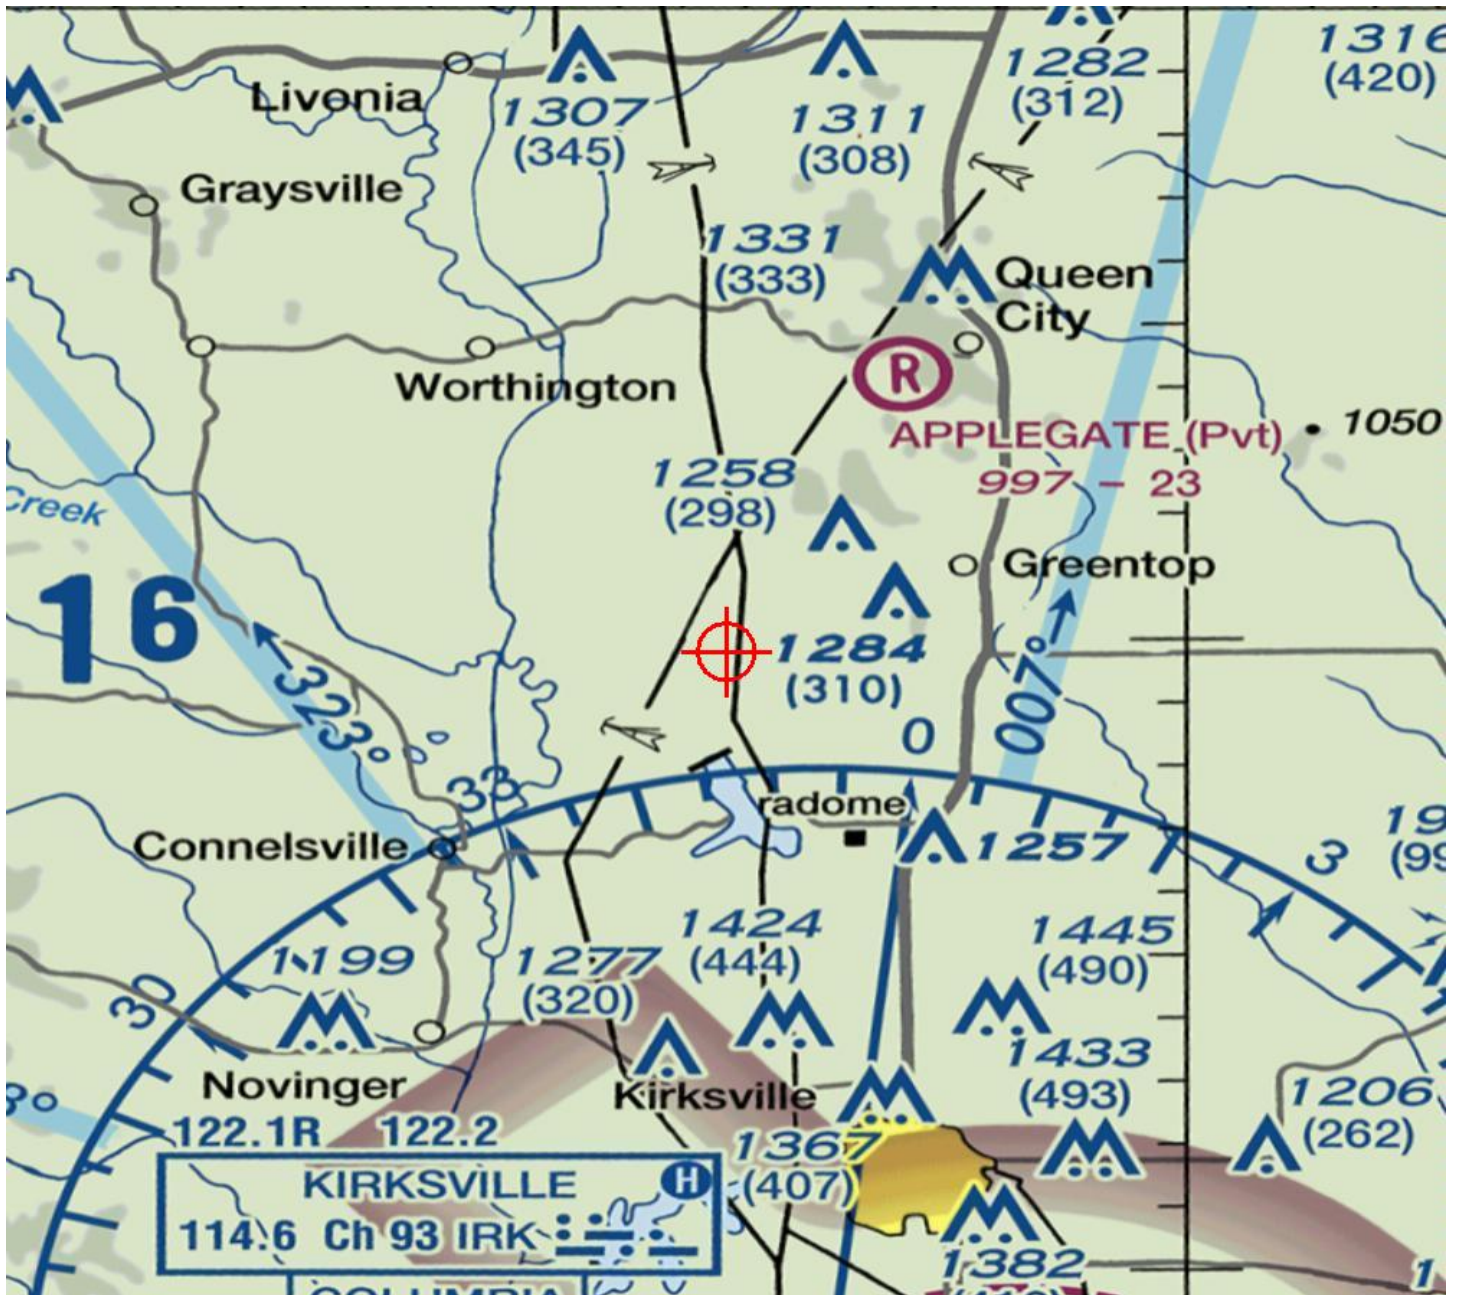 1282
(312)
1316
(420)
Livonia
1307
(345)
1311
(308)
Graysville
1331
(333)
Queen
City
R
Worthington
APPLEGATE (Pvt)
997 - 23
1050
1258
(298)
Creek
Greentop
16
323°
1284
(310)
0
007°
33
radome
Connelsville
1257
3
1424
(444)
1445
(490)
1199
1277
(320)
30
1433
(493)
Novinger
Kirksville
1206
(262)
122.1R 122.2
1367
(407)
KIRKSVILLE H
114.6 Ch 93 IRK
1382
COLUMBIA